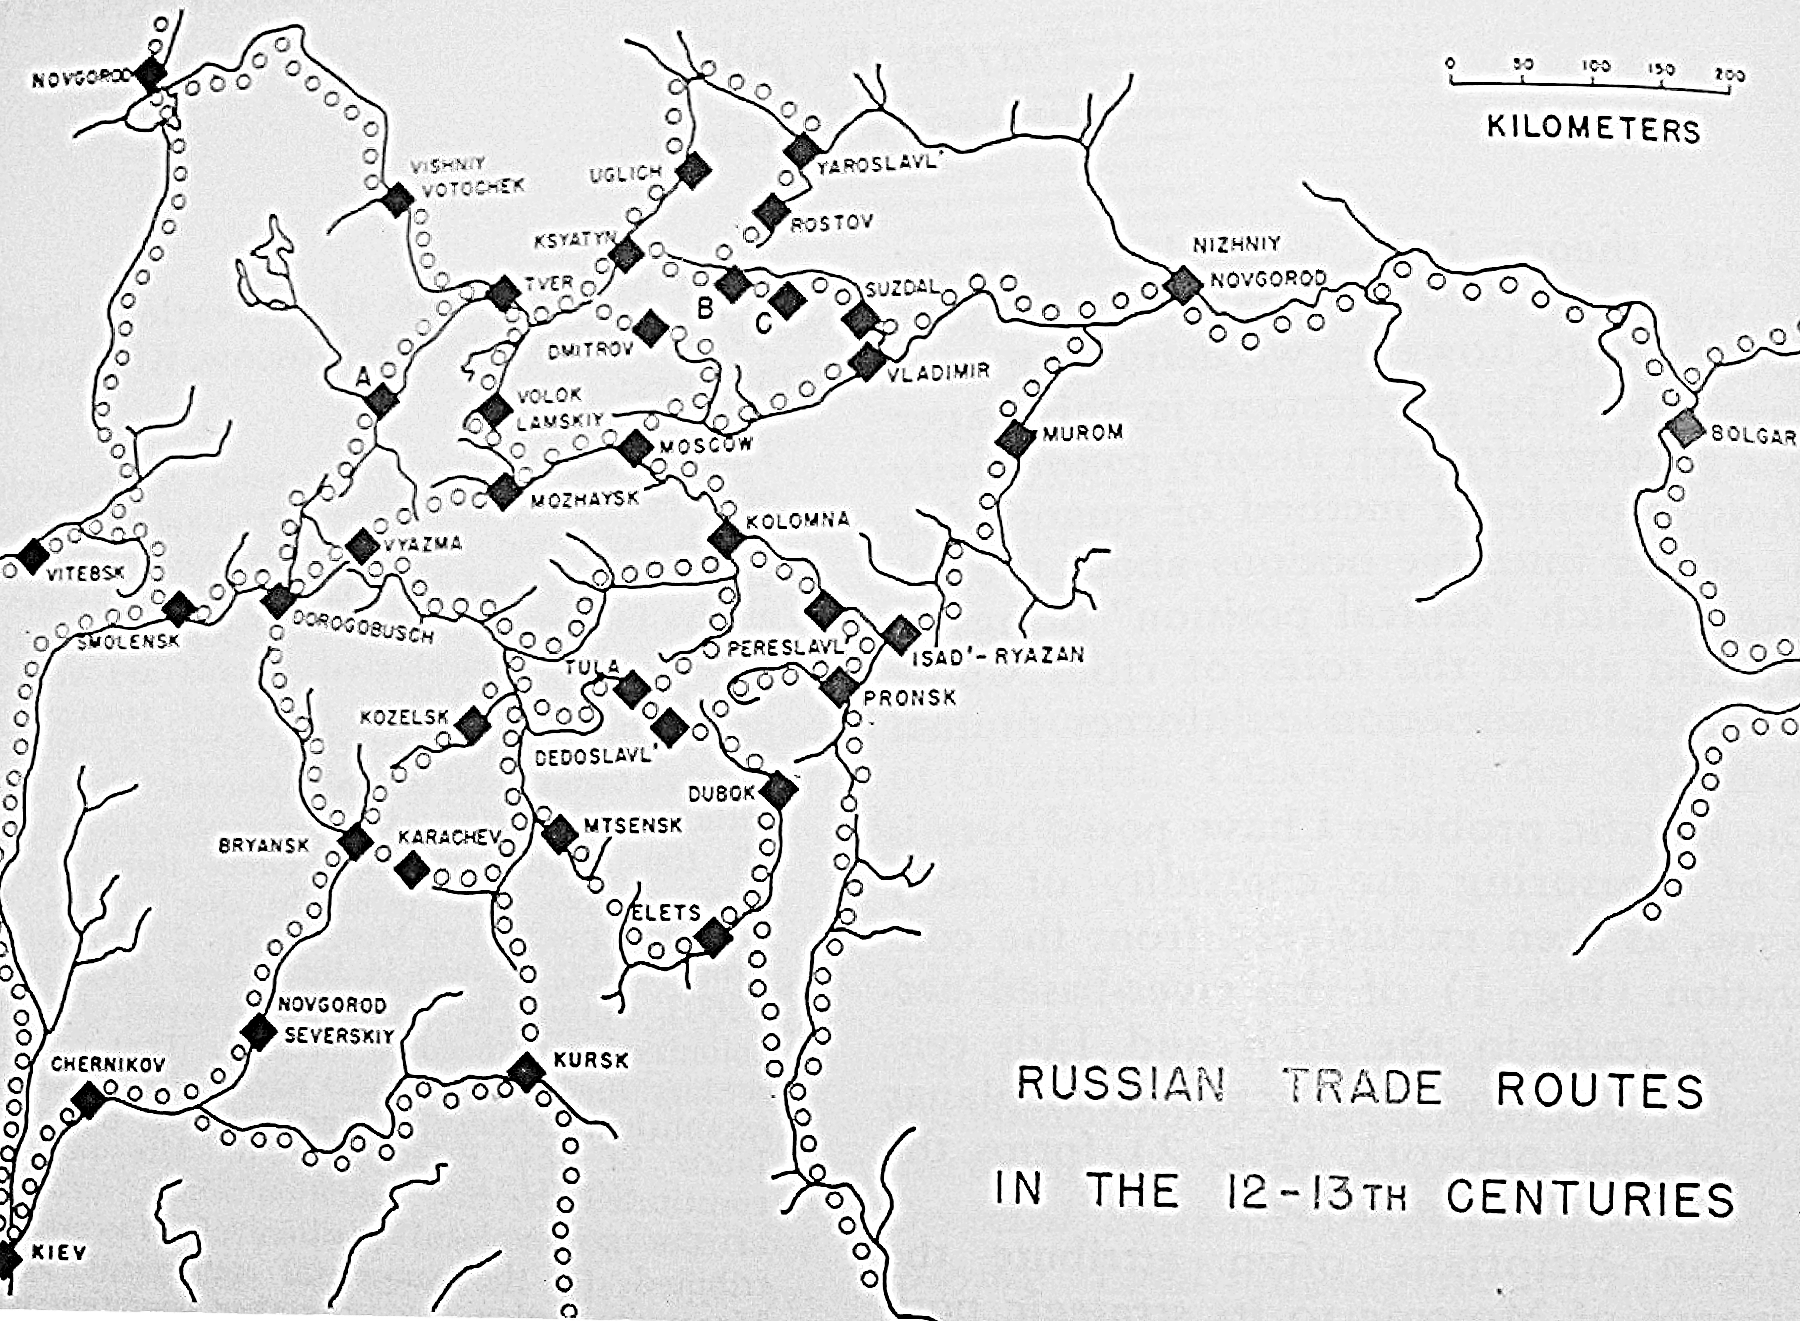 NOVGOROD
0 50 100 150 200
KILOMETERS
VISHNIY
VOTOCHEK
UGLICH
YAROSLAVL'
ROSTOV
KSYATYN
NIZHNIY
NOVGOROD
TVER
B
C
SUZDAL
DMITROV
VLADIMIR
A
VOLOK
LAMSKIY
MOSCOW
MUROM
BOLGAR
MOZHAYSK
KOLOMNA
VYAZMA
VITEBSK
DOROGOBUSCH
SMOLENSK
PERESLAVL'
ISAD'-RYAZAN
TULA
PRONSK
KOZELSK
DEDOSLAVL'
DUBOK
BRYANSK
KARACHEV
MTSENSK
ELETS
NOVGOROD
SEVERSKIY
CHERNIKOV
KURSK
RUSSIAN TRADE ROUTES
IN THE 12-13TH CENTURIES
KIEV